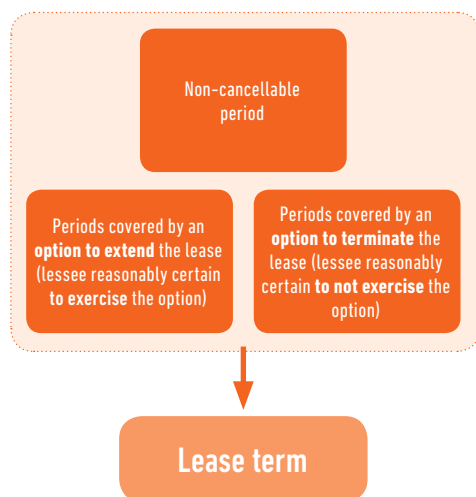 Non-cancellable
period
Periods covered by an
option to extend the lease
(lessee reasonably certain
to exercise the option)
Periods covered by an
option to terminate the
lease (lessee reasonably
certain to not exercise the
option)
Lease term